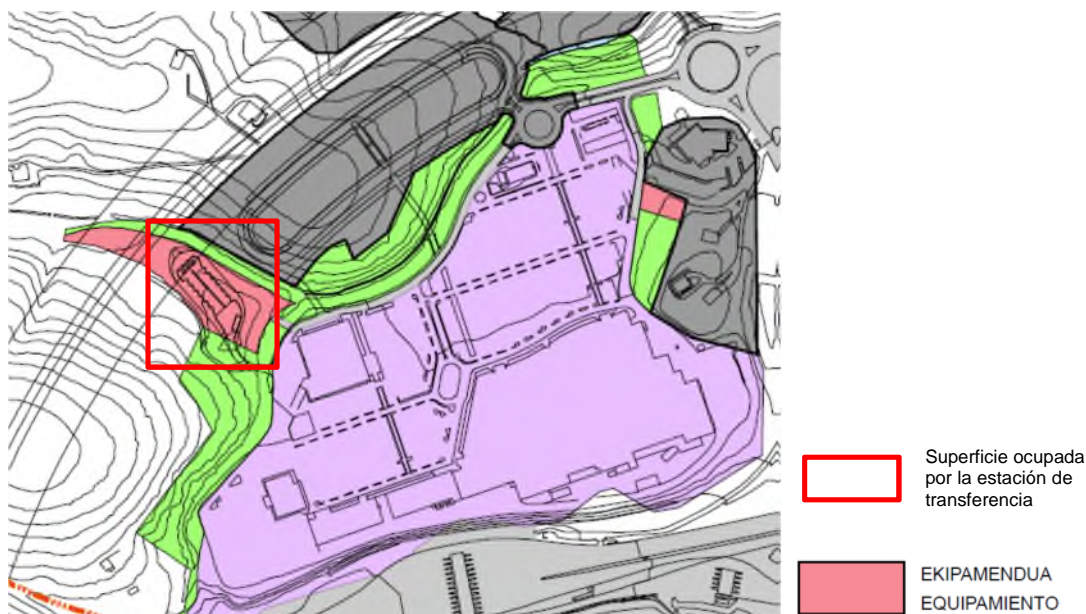 Superficie ocupada
por la estación de
transferencia
EKIPAMENDUA
EQUIPAMIENTO